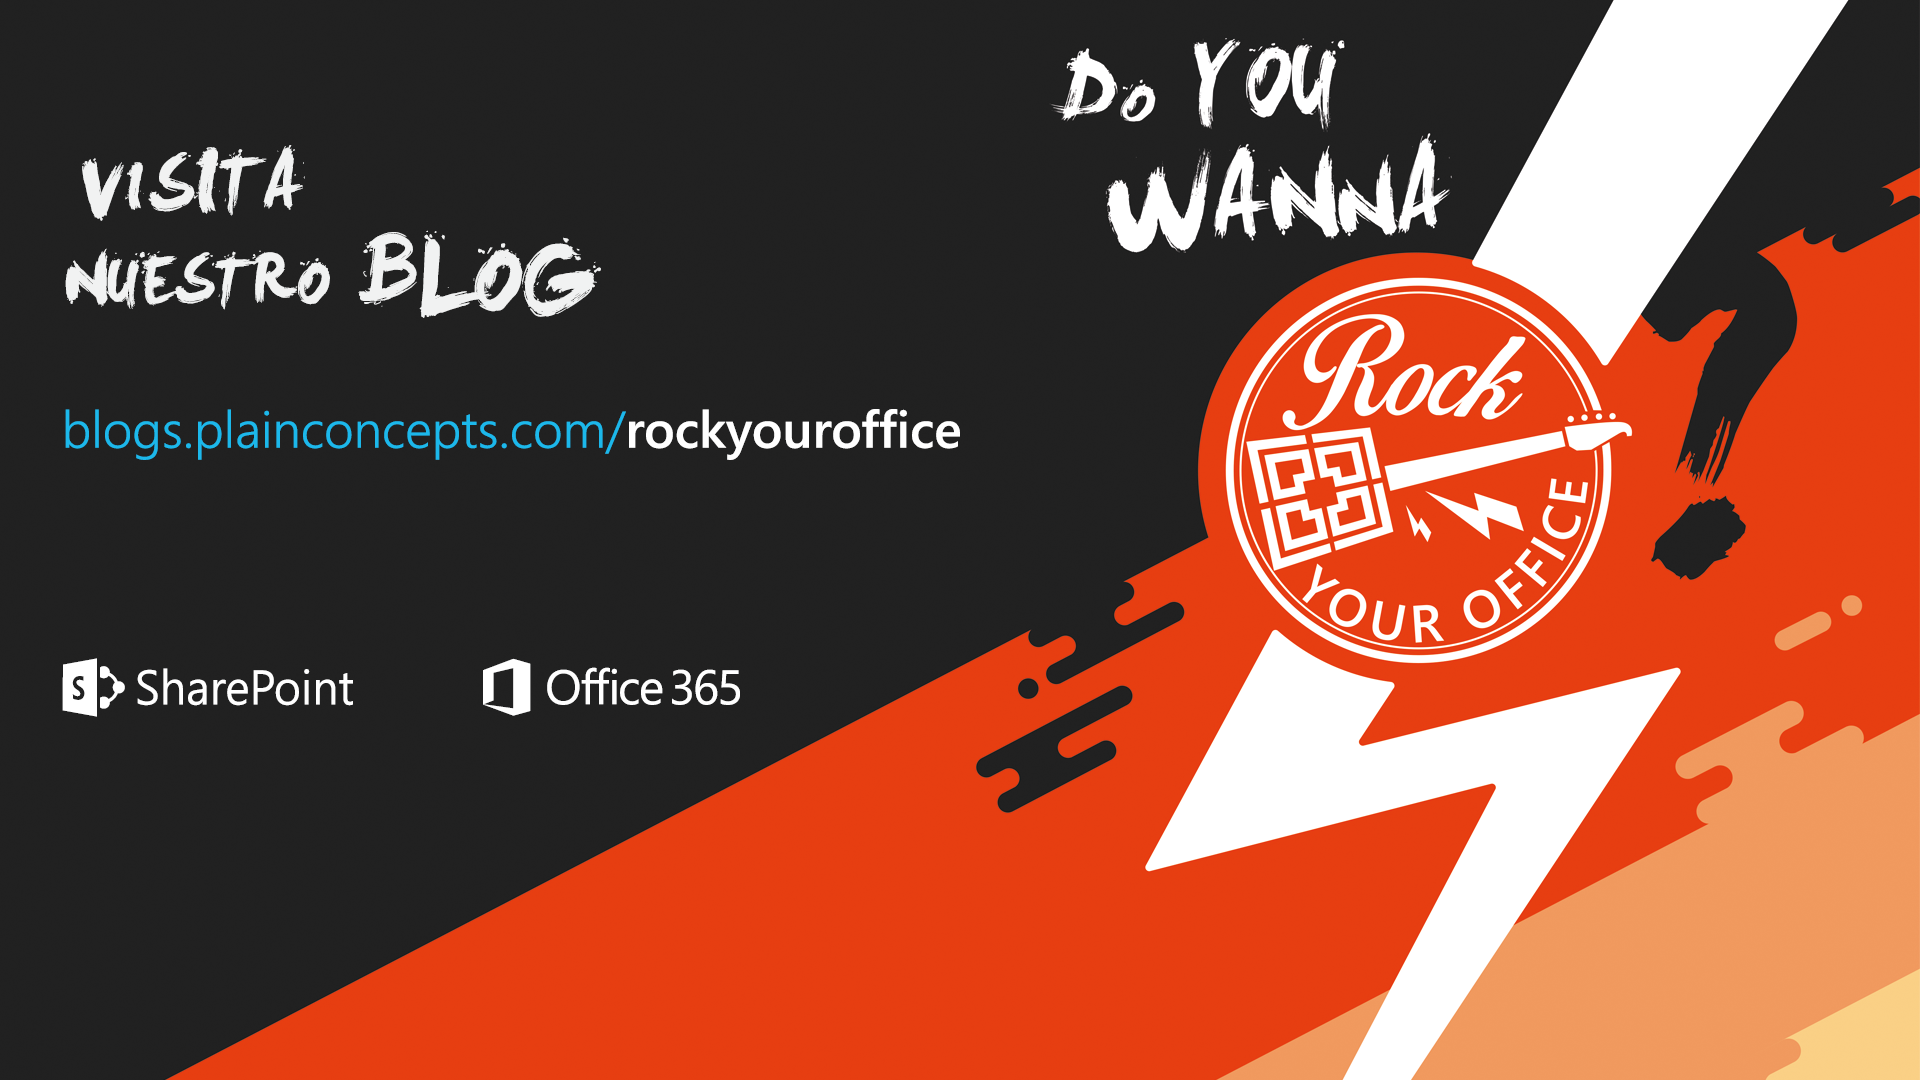 VISITA
NUESTRO BLOG
blogs.plainconcepts.com/rockyouroffice
S SharePoint
Office 365
Do YOU
WANNA
Rock
YOUR OFFICE
?